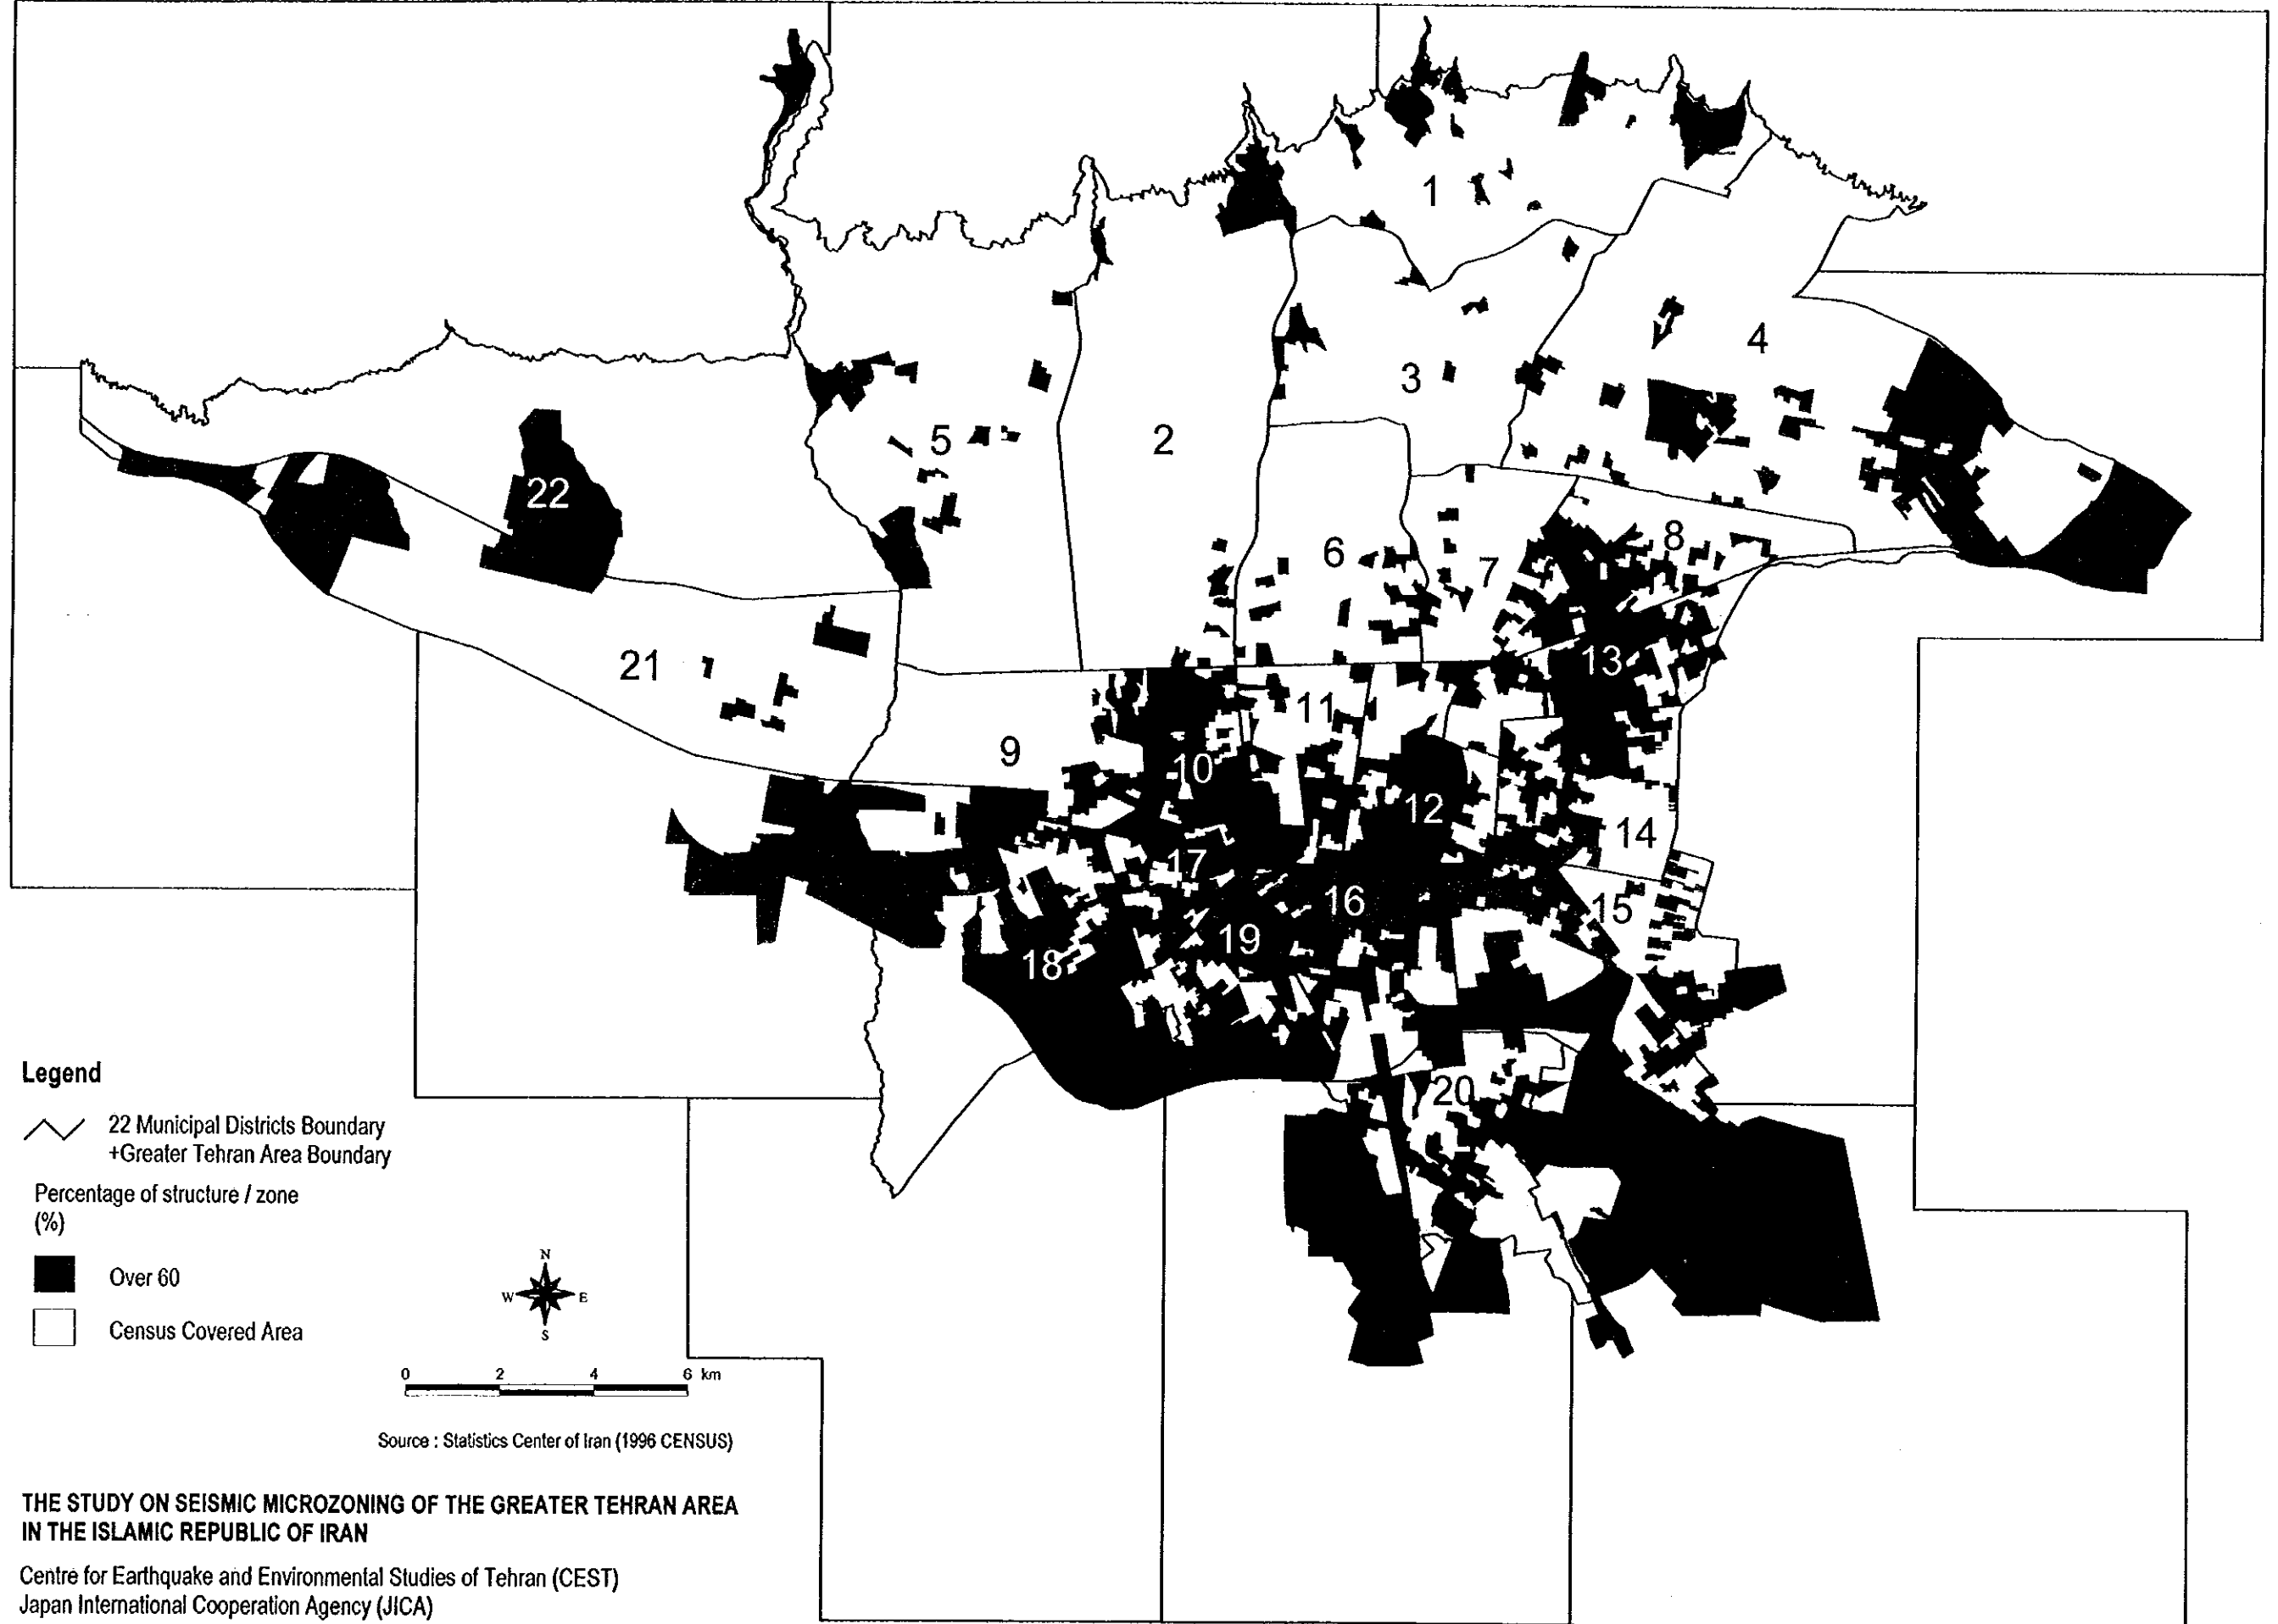 1
4
3
5
2
22
8
6
7
13
21
11
9
10
12
14
17
16
15
19
18
20
Legend
22 Municipal Districts Boundary
+Greater Tehran Area Boundary
Percentage of structure / zone
(%)
Over 60
Census Covered Area
N
W E
S
0 2 4 6 km
Source : Statistics Center of Iran (1996 CENSUS)
THE STUDY ON SEISMIC MICROZONING OF THE GREATER TEHRAN AREA
IN THE ISLAMIC REPUBLIC OF IRAN
Centre for Earthquake and Environmental Studies of Tehran (CEST)
Japan International Cooperation Agency (JICA)